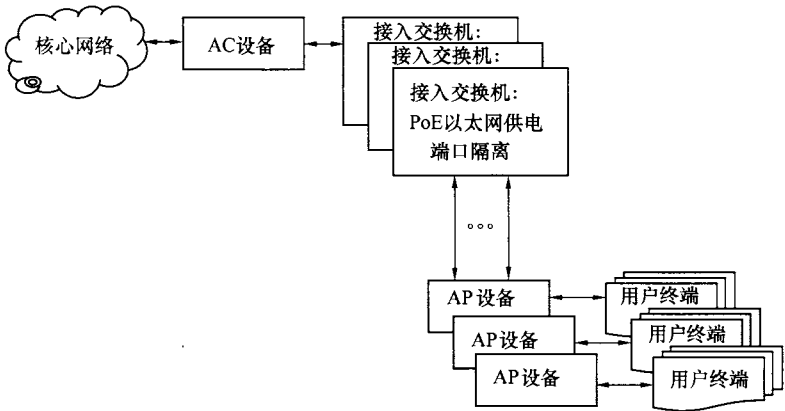 核心网络
AC设备
接入交换机：
接入交换机：
接入交换机：
PoE以太网供电
端口隔离
AP设备
用户终端
AP设备
用户终端
AP设备
用户终端